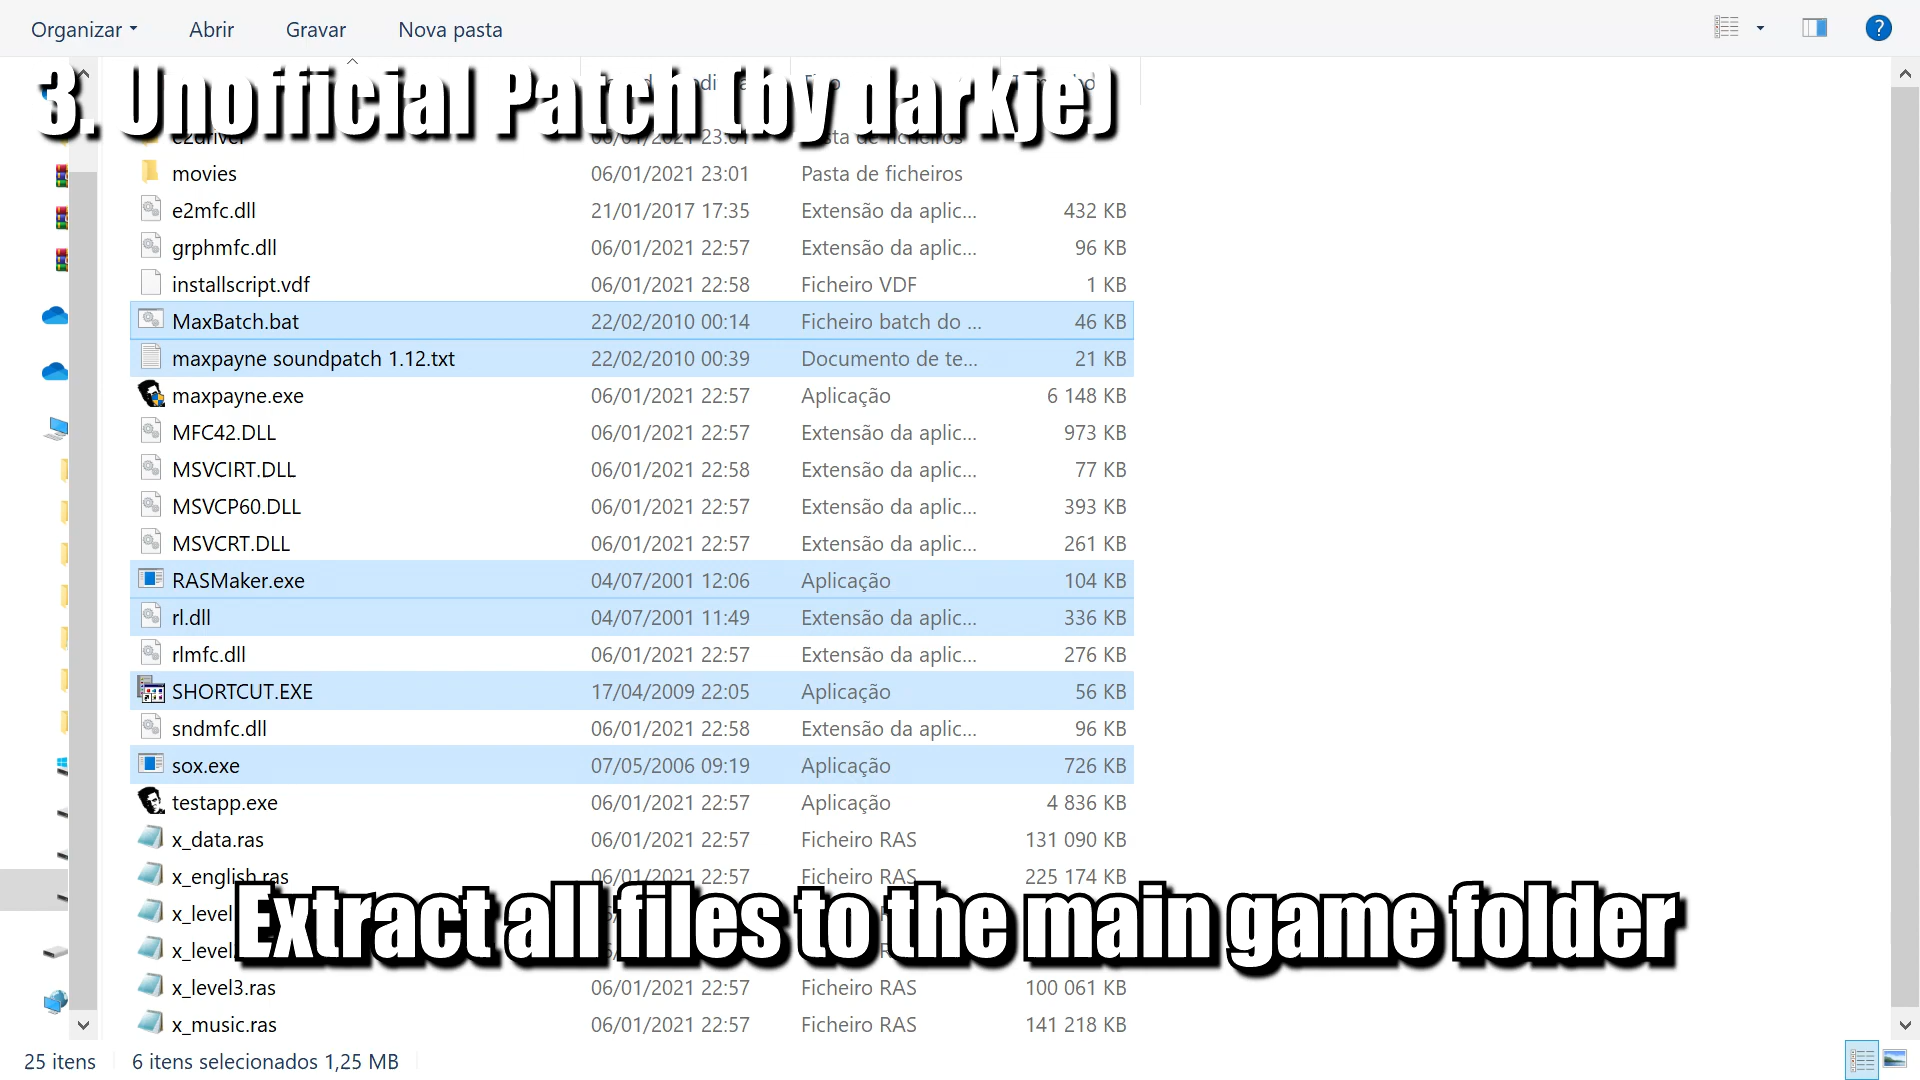 Organizar Abrir Gravar Nova pasta
3. Unofficial Patch (by darkje)
e2driver 06/01/2021 23:01 Pasta de ficheiros
movies 06/01/2021 23:01 Pasta de ficheiros
e2mfc.dll 21/01/2017 17:35 Extensão da aplic... 432 KB
grphmfc.dll 06/01/2021 22:57 Extensão da aplic... 96 KB
installscript.vdf 06/01/2021 22:58 Ficheiro VDF 1 KB
MaxBatch.bat 22/02/2010 00:14 Ficheiro batch do ... 46 KB
maxpayne soundpatch 1.12.txt 22/02/2010 00:39 Documento de te... 21 KB
maxpayne.exe 06/01/2021 22:57 Aplicação 6 148 KB
MFC42.DLL 06/01/2021 22:57 Extensão da aplic... 973 KB
MSVCIRT.DLL 06/01/2021 22:58 Extensão da aplic... 77 KB
MSVCP60.DLL 06/01/2021 22:57 Extensão da aplic... 393 KB
MSVCRT.DLL 06/01/2021 22:57 Extensão da aplic... 261 KB
RASMaker.exe 04/07/2001 12:06 Aplicação 104 KB
rl.dll 04/07/2001 11:49 Extensão da aplic... 336 KB
rlmfc.dll 06/01/2021 22:57 Extensão da aplic... 276 KB
SHORTCUT.EXE 17/04/2009 22:05 Aplicação 56 KB
sndmfc.dll 06/01/2021 22:58 Extensão da aplic... 96 KB
sox.exe 07/05/2006 09:19 Aplicação 726 KB
testapp.exe 06/01/2021 22:57 Aplicação 4 836 KB
x_data.ras 06/01/2021 22:57 Ficheiro RAS 131 090 KB
x_english.ras 06/01/2021 22:57 Ficheiro RAS 225 174 KB
Extract all files to the main game folder
x_level3.ras 06/01/2021 22:57 Ficheiro RAS 100 061 KB
x_music.ras 06/01/2021 22:57 Ficheiro RAS 141 218 KB
25 itens 6 itens selecionados 1,25 MB